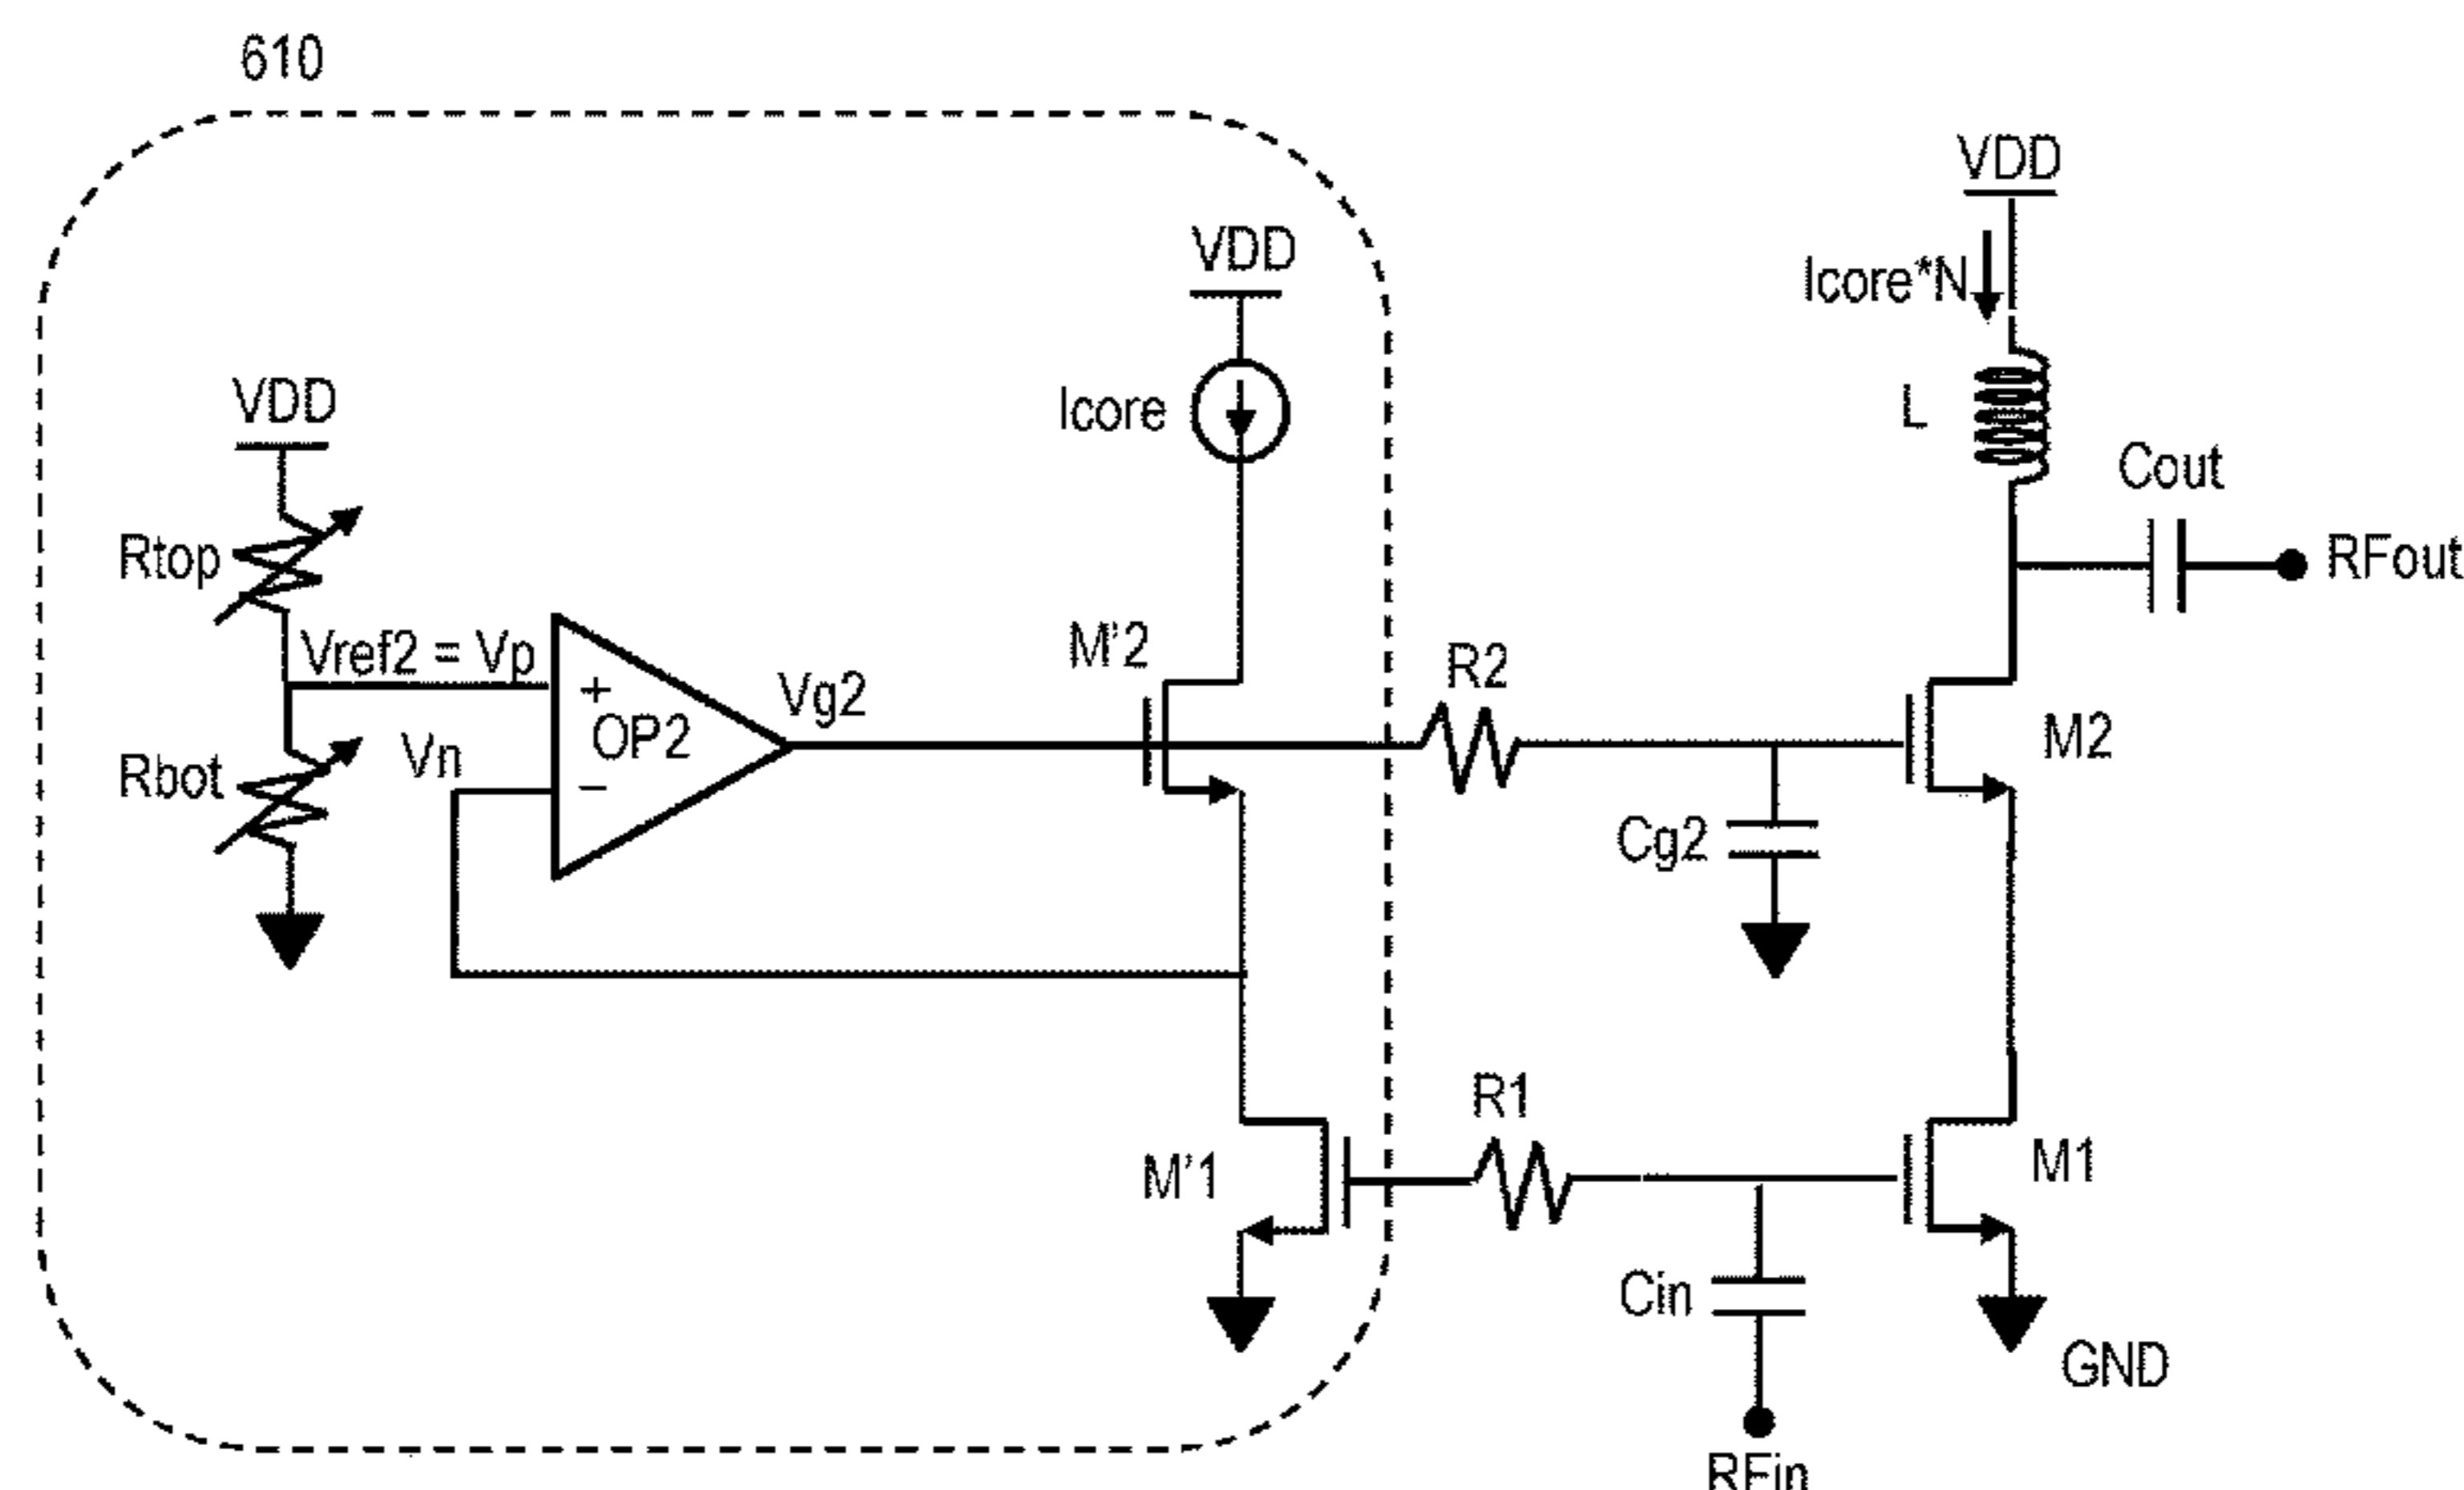 610
VDD
Icore*N
VDD
VDD
Icore
L
Cout
Rtop
RFout
Vref2 = Vp
M'2
R2
Vg2
+
OP2
M2
Vn
Rbot
−
Cg2
R1
M'1
M1
Cin
GND
RFin